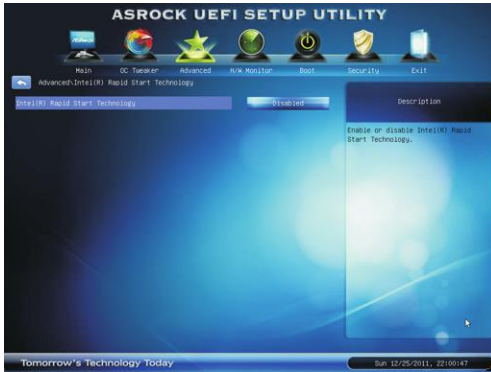 ASROCK UEFI SETUP UTILITY
Main OC Tweaker Advanced H/W Monitor Boot Security Exit
Advanced\Intel(R) Rapid Start Technology
Intel(R) Rapid Start Technology Disabled
Description
Enable or disable Intel(R) Rapid
Start Technology.
Tomorrow's Technology Today
Sun 12/25/2011, 22:00:47